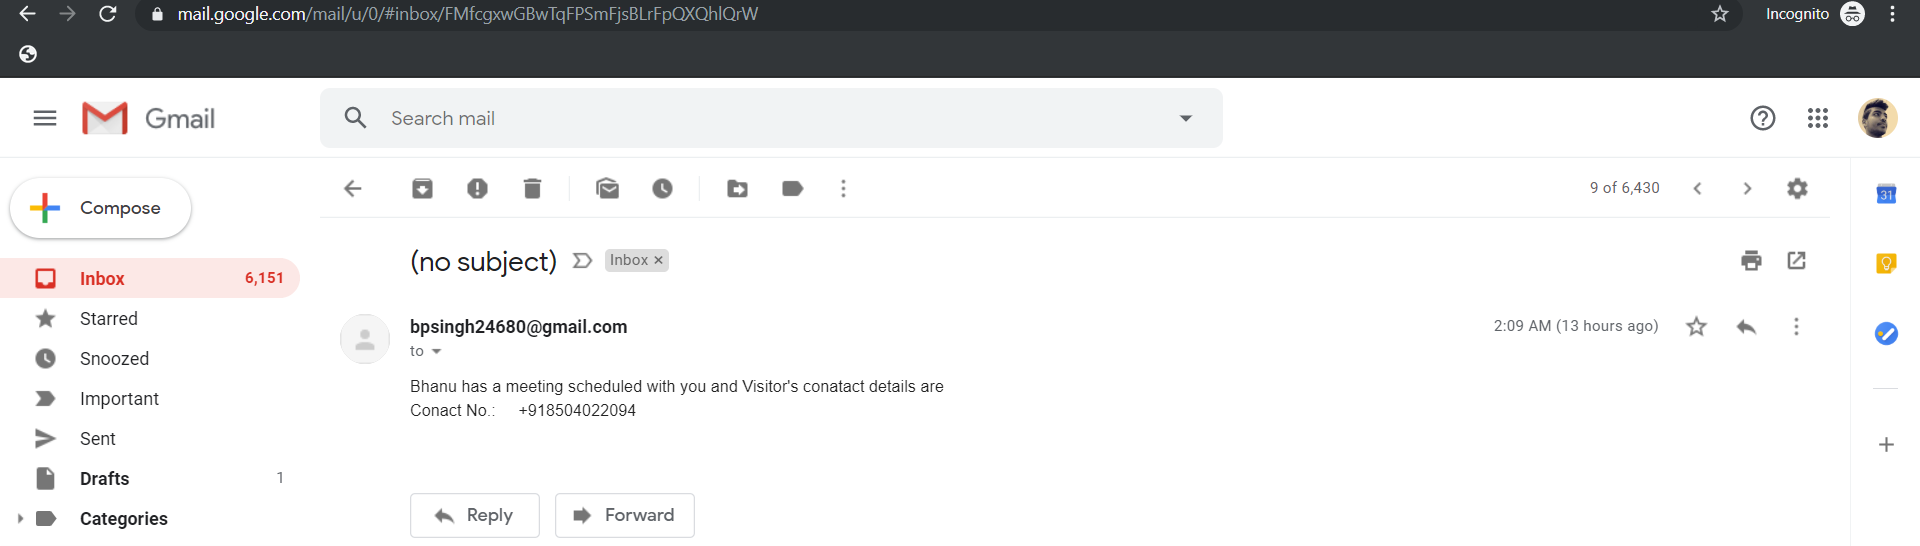 mail.google.com/mail/u/0/#inbox/FMfcgxwGBwTqFPSmFjsBLrFpQXQhlQrW
Incognito
Gmail
Search mail
Compose
9 of 6,430
31
(no subject)
Inbox ×
Inbox 6,151
Starred
Snoozed
Important
Sent
Drafts 1
Categories
bpsingh24680@gmail.com
2:09 AM (13 hours ago)
to
Bhanu has a meeting scheduled with you and Visitor's conatact details are
Conact No.: +918504022094
Reply
Forward